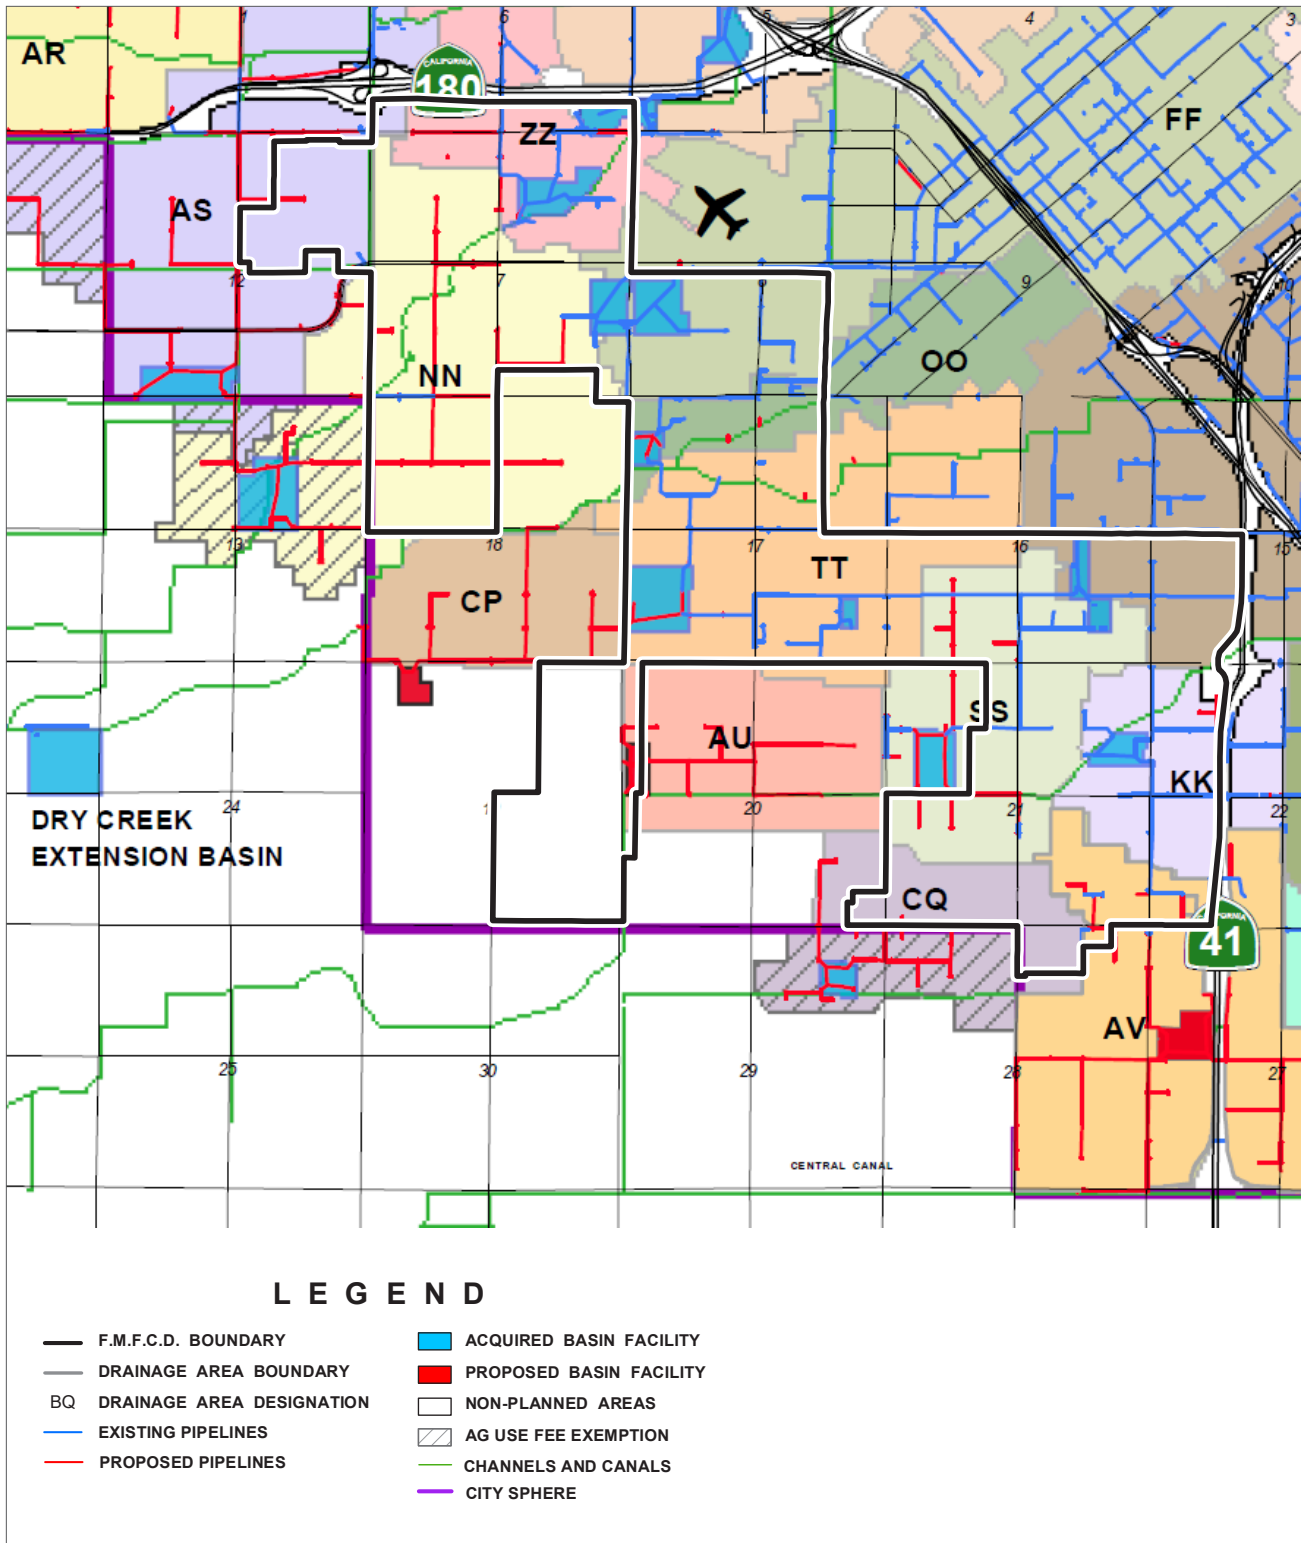 1
6
5
4
3
AR
CALIFORNIA
180
ZZ
FF
AS
12
7
8
9
10
NN
OO
13
18
17
16
15
TT
CP
SS
AU
KK
24
20
21
22
DRY CREEK
EXTENSION BASIN
CQ
41
AV
25
30
29
28
27
CENTRAL CANAL
LEGEND
F.M.F.C.D. BOUNDARY
DRAINAGE AREA BOUNDARY
BQ DRAINAGE AREA DESIGNATION
EXISTING PIPELINES
PROPOSED PIPELINES
ACQUIRED BASIN FACILITY
PROPOSED BASIN FACILITY
NON-PLANNED AREAS
AG USE FEE EXEMPTION
CHANNELS AND CANALS
CITY SPHERE